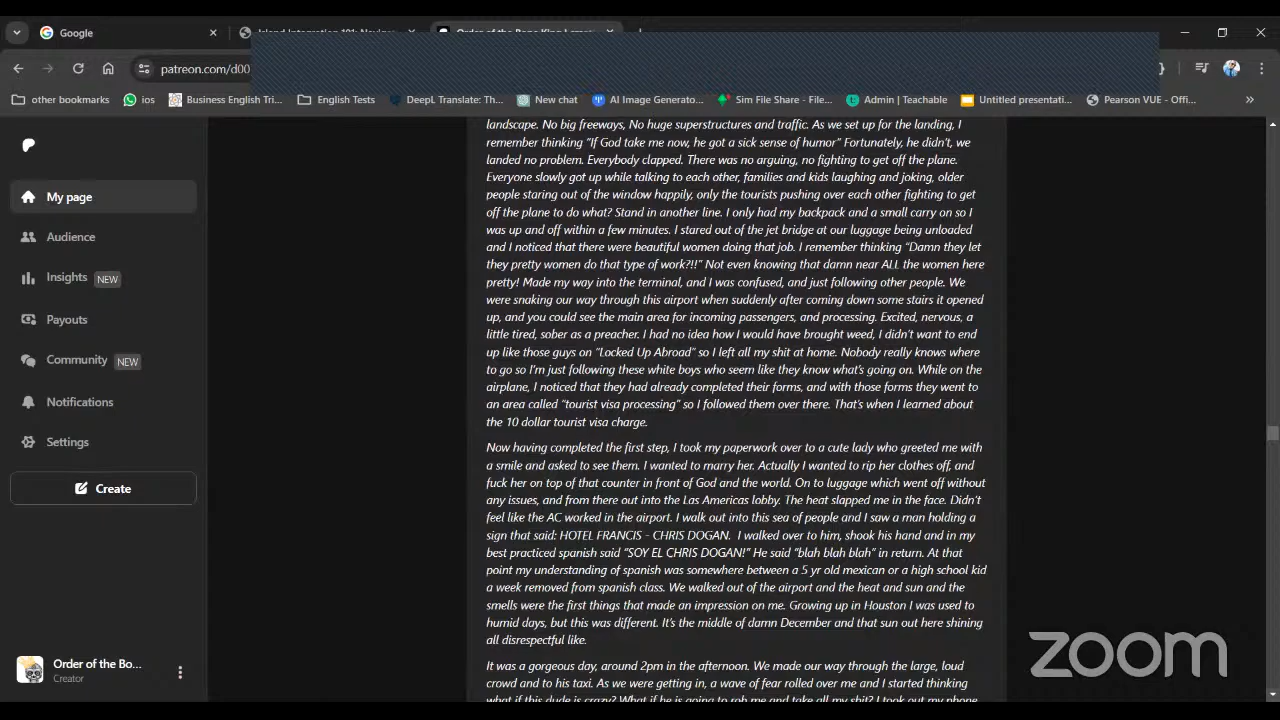 Google
patreon.com/d00
other bookmarks
ios
Business English Tri...
English Tests
DeepL Translate: Th...
New chat
AI Image Generato...
Sim File Share - File...
Admin | Teachable
Untitled presentati...
Pearson VUE - Offi...
My page
Audience
Insights NEW
Payouts
Community NEW
Notifications
Settings
Create
Order of the Bo...
Creator
landscape. No big freeways, No huge superstructures and traffic. As we set up for the landing, I
remember thinking "If God take me now, he got a sick sense of humor" Fortunately, he didn't, we
landed no problem. Everybody clapped. There was no arguing, no fighting to get off the plane.
Everyone slowly got up while talking to each other, families and kids laughing and joking, older
people staring out of the window happily, only the tourists pushing over each other fighting to get
off the plane to do what? Stand in another line. I only had my backpack and a small carry on so I
was up and off within a few minutes. I stared out of the jet bridge at our luggage being unloaded
and I noticed that there were beautiful women doing that job. I remember thinking "Damn they let
they pretty women do that type of work?!!" Not even knowing that damn near ALL the women here
pretty! Made my way into the terminal, and I was confused, and just following other people. We
were snaking our way through this airport when suddenly after coming down some stairs it opened
up, and you could see the main area for incoming passengers, and processing. Excited, nervous, a
little tired, sober as a preacher. I had no idea how I would have brought weed, I didn't want to end
up like those guys on "Locked Up Abroad" so I left all my shit at home. Nobody really knows where
to go so I'm just following these white boys who seem like they know what's going on. While on the
airplane, I noticed that they had already completed their forms, and with those forms they went to
an area called "tourist visa processing" so I followed them over there. That's when I learned about
the 10 dollar tourist visa charge.
Now having completed the first step, I took my paperwork over to a cute lady who greeted me with
a smile and asked to see them. I wanted to marry her. Actually I wanted to rip her clothes off, and
fuck her on top of that counter in front of God and the world. On to luggage which went off without
any issues, and from there out into the Las Americas lobby. The heat slapped me in the face. Didn't
feel like the AC worked in the airport. I walk out into this sea of people and I saw a man holding a
sign that said: HOTEL FRANCIS - CHRIS DOGAN.  I walked over to him, shook his hand and in my
best practiced spanish said "SOY EL CHRIS DOGAN!" He said "blah blah blah" in return. At that
point my understanding of spanish was somewhere between a 5 yr old mexican or a high school kid
a week removed from spanish class. We walked out of the airport and the heat and sun and the
smells were the first things that made an impression on me. Growing up in Houston I was used to
humid days, but this was different. It's the middle of damn December and that sun out here shining
all disrespectful like.
It was a gorgeous day, around 2pm in the afternoon. We made our way through the large, loud
crowd and to his taxi. As we were getting in, a wave of fear rolled over me and I started thinking
what if this dude is crazy? What if he is going to rob me and take all my shit? I took out my phone
zoom